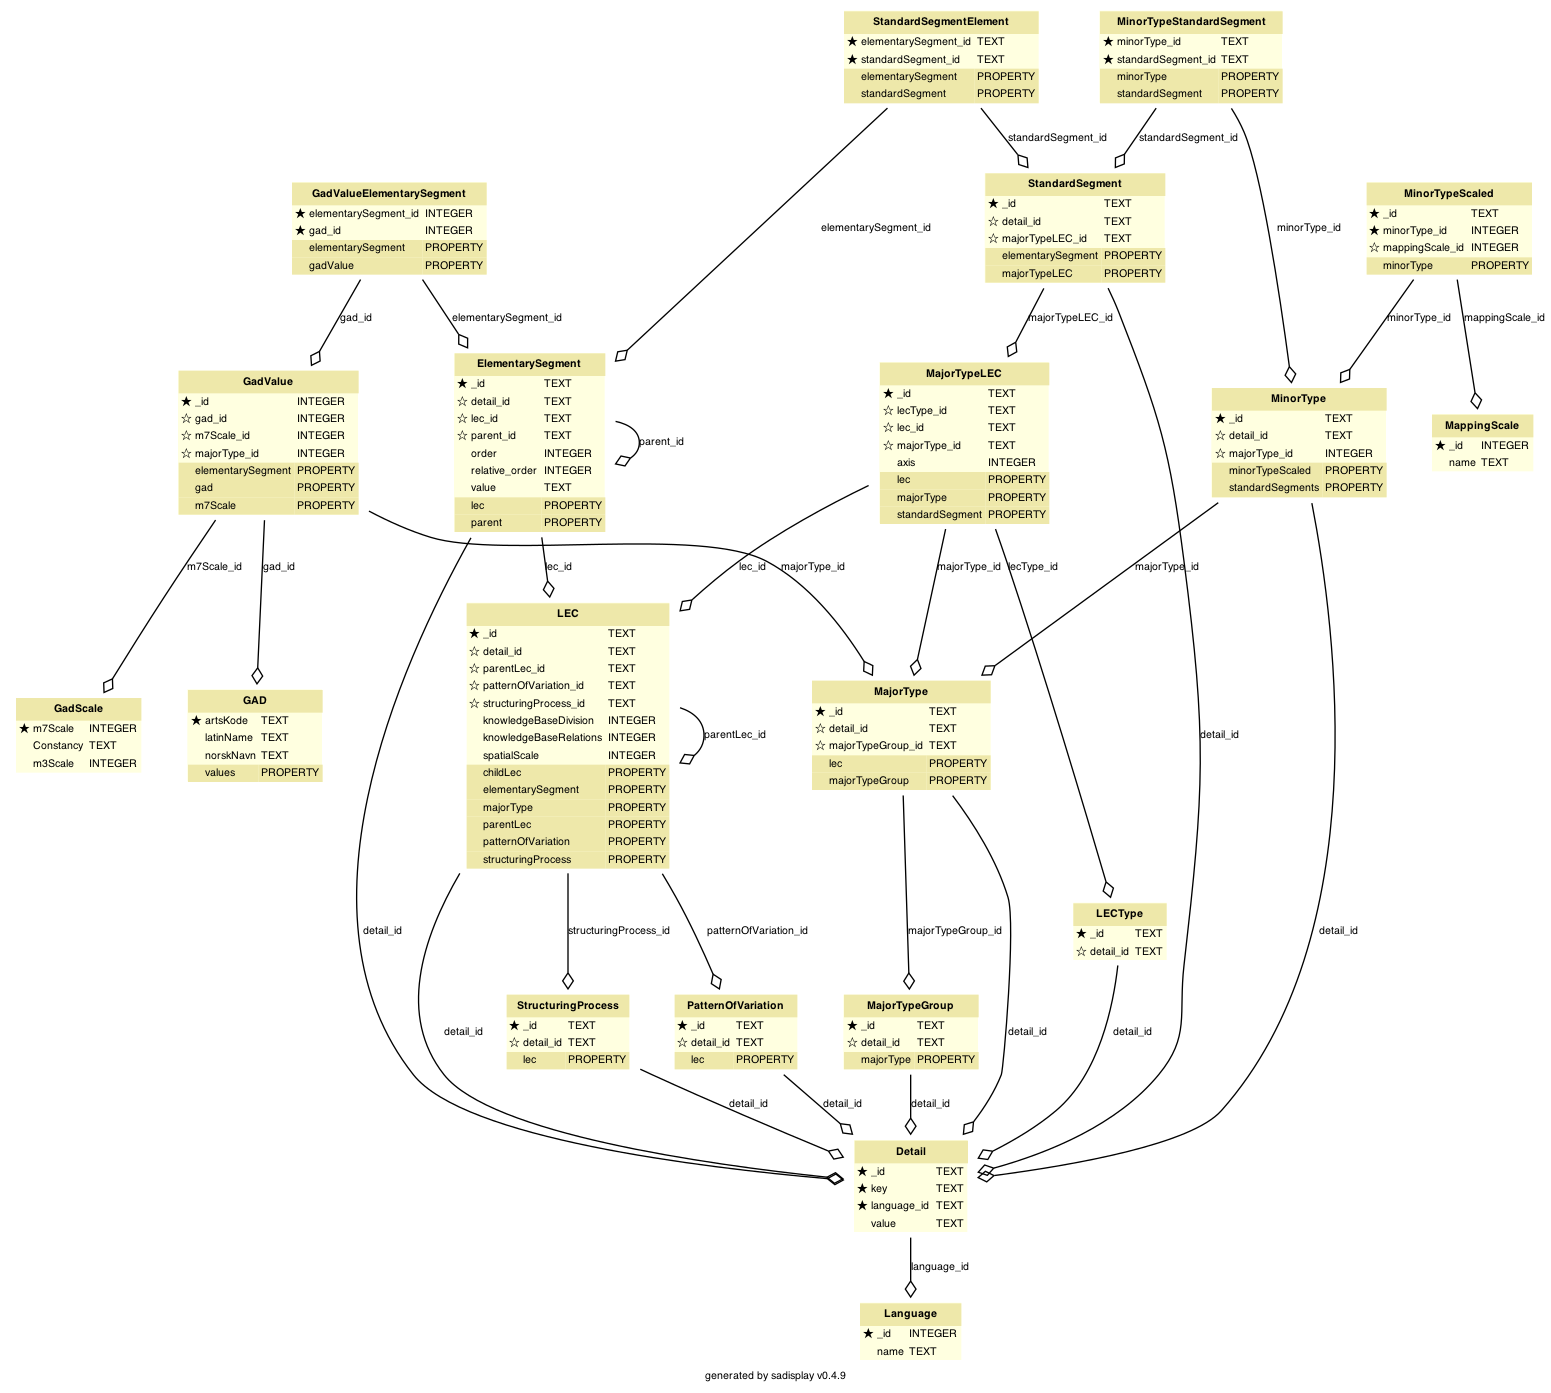 StandardSegmentElement
★ elementarySegment_id TEXT
★ standardSegment_id TEXT
elementarySegment PROPERTY
standardSegment PROPERTY
MinorTypeStandardSegment
★ minorType_id TEXT
★ standardSegment_id TEXT
minorType PROPERTY
standardSegment PROPERTY
standardSegment_id
standardSegment_id
GadValueElementarySegment
★ elementarySegment_id INTEGER
★ gad_id INTEGER
elementarySegment PROPERTY
gadValue PROPERTY
elementarySegment_id
StandardSegment
★ _id TEXT
☆ detail_id TEXT
☆ majorTypeLEC_id TEXT
elementarySegment PROPERTY
majorTypeLEC PROPERTY
minorType_id
MinorTypeScaled
★ _id TEXT
★ minorType_id INTEGER
☆ mappingScale_id INTEGER
minorType PROPERTY
gad_id
elementarySegment_id
majorTypeLEC_id
minorType_id
mappingScale_id
GadValue
★ _id INTEGER
☆ gad_id INTEGER
☆ m7Scale_id INTEGER
☆ majorType_id INTEGER
elementarySegment PROPERTY
gad PROPERTY
m7Scale PROPERTY
ElementarySegment
★ _id TEXT
☆ detail_id TEXT
☆ lec_id TEXT
☆ parent_id TEXT
order INTEGER
relative_order INTEGER
value TEXT
lec PROPERTY
parent PROPERTY
parent_id
MajorTypeLEC
★ _id TEXT
☆ lecType_id TEXT
☆ lec_id TEXT
☆ majorType_id TEXT
axis INTEGER
lec PROPERTY
majorType PROPERTY
standardSegment PROPERTY
MinorType
★ _id TEXT
☆ detail_id TEXT
☆ majorType_id INTEGER
minorTypeScaled PROPERTY
standardSegments PROPERTY
MappingScale
★ _id INTEGER
name TEXT
m7Scale_id
gad_id
lec_id
lec_id
majorType_id
majorType_id
lecType_id
majorType_id
GadScale
★ m7Scale INTEGER
Constancy TEXT
m3Scale INTEGER
GAD
★ artsKode TEXT
latinName TEXT
norskNavn TEXT
values PROPERTY
LEC
★ _id TEXT
☆ detail_id TEXT
☆ parentLec_id TEXT
☆ patternOfVariation_id TEXT
☆ structuringProcess_id TEXT
knowledgeBaseDivision INTEGER
knowledgeBaseRelations INTEGER
spatialScale INTEGER
childLec PROPERTY
elementarySegment PROPERTY
majorType PROPERTY
parentLec PROPERTY
patternOfVariation PROPERTY
structuringProcess PROPERTY
parentLec_id
MajorType
★ _id TEXT
☆ detail_id TEXT
☆ majorTypeGroup_id TEXT
lec PROPERTY
majorTypeGroup PROPERTY
detail_id
detail_id
structuringProcess_id
patternOfVariation_id
majorTypeGroup_id
LECType
★ _id TEXT
☆ detail_id TEXT
detail_id
detail_id
StructuringProcess
★ _id TEXT
☆ detail_id TEXT
lec PROPERTY
PatternOfVariation
★ _id TEXT
☆ detail_id TEXT
lec PROPERTY
MajorTypeGroup
★ _id TEXT
☆ detail_id TEXT
majorType PROPERTY
detail_id
detail_id
detail_id
detail_id
detail_id
detail_id
Detail
★ _id TEXT
★ key TEXT
★ language_id TEXT
value TEXT
language_id
Language
★ _id INTEGER
name TEXT
generated by sadisplay v0.4.9